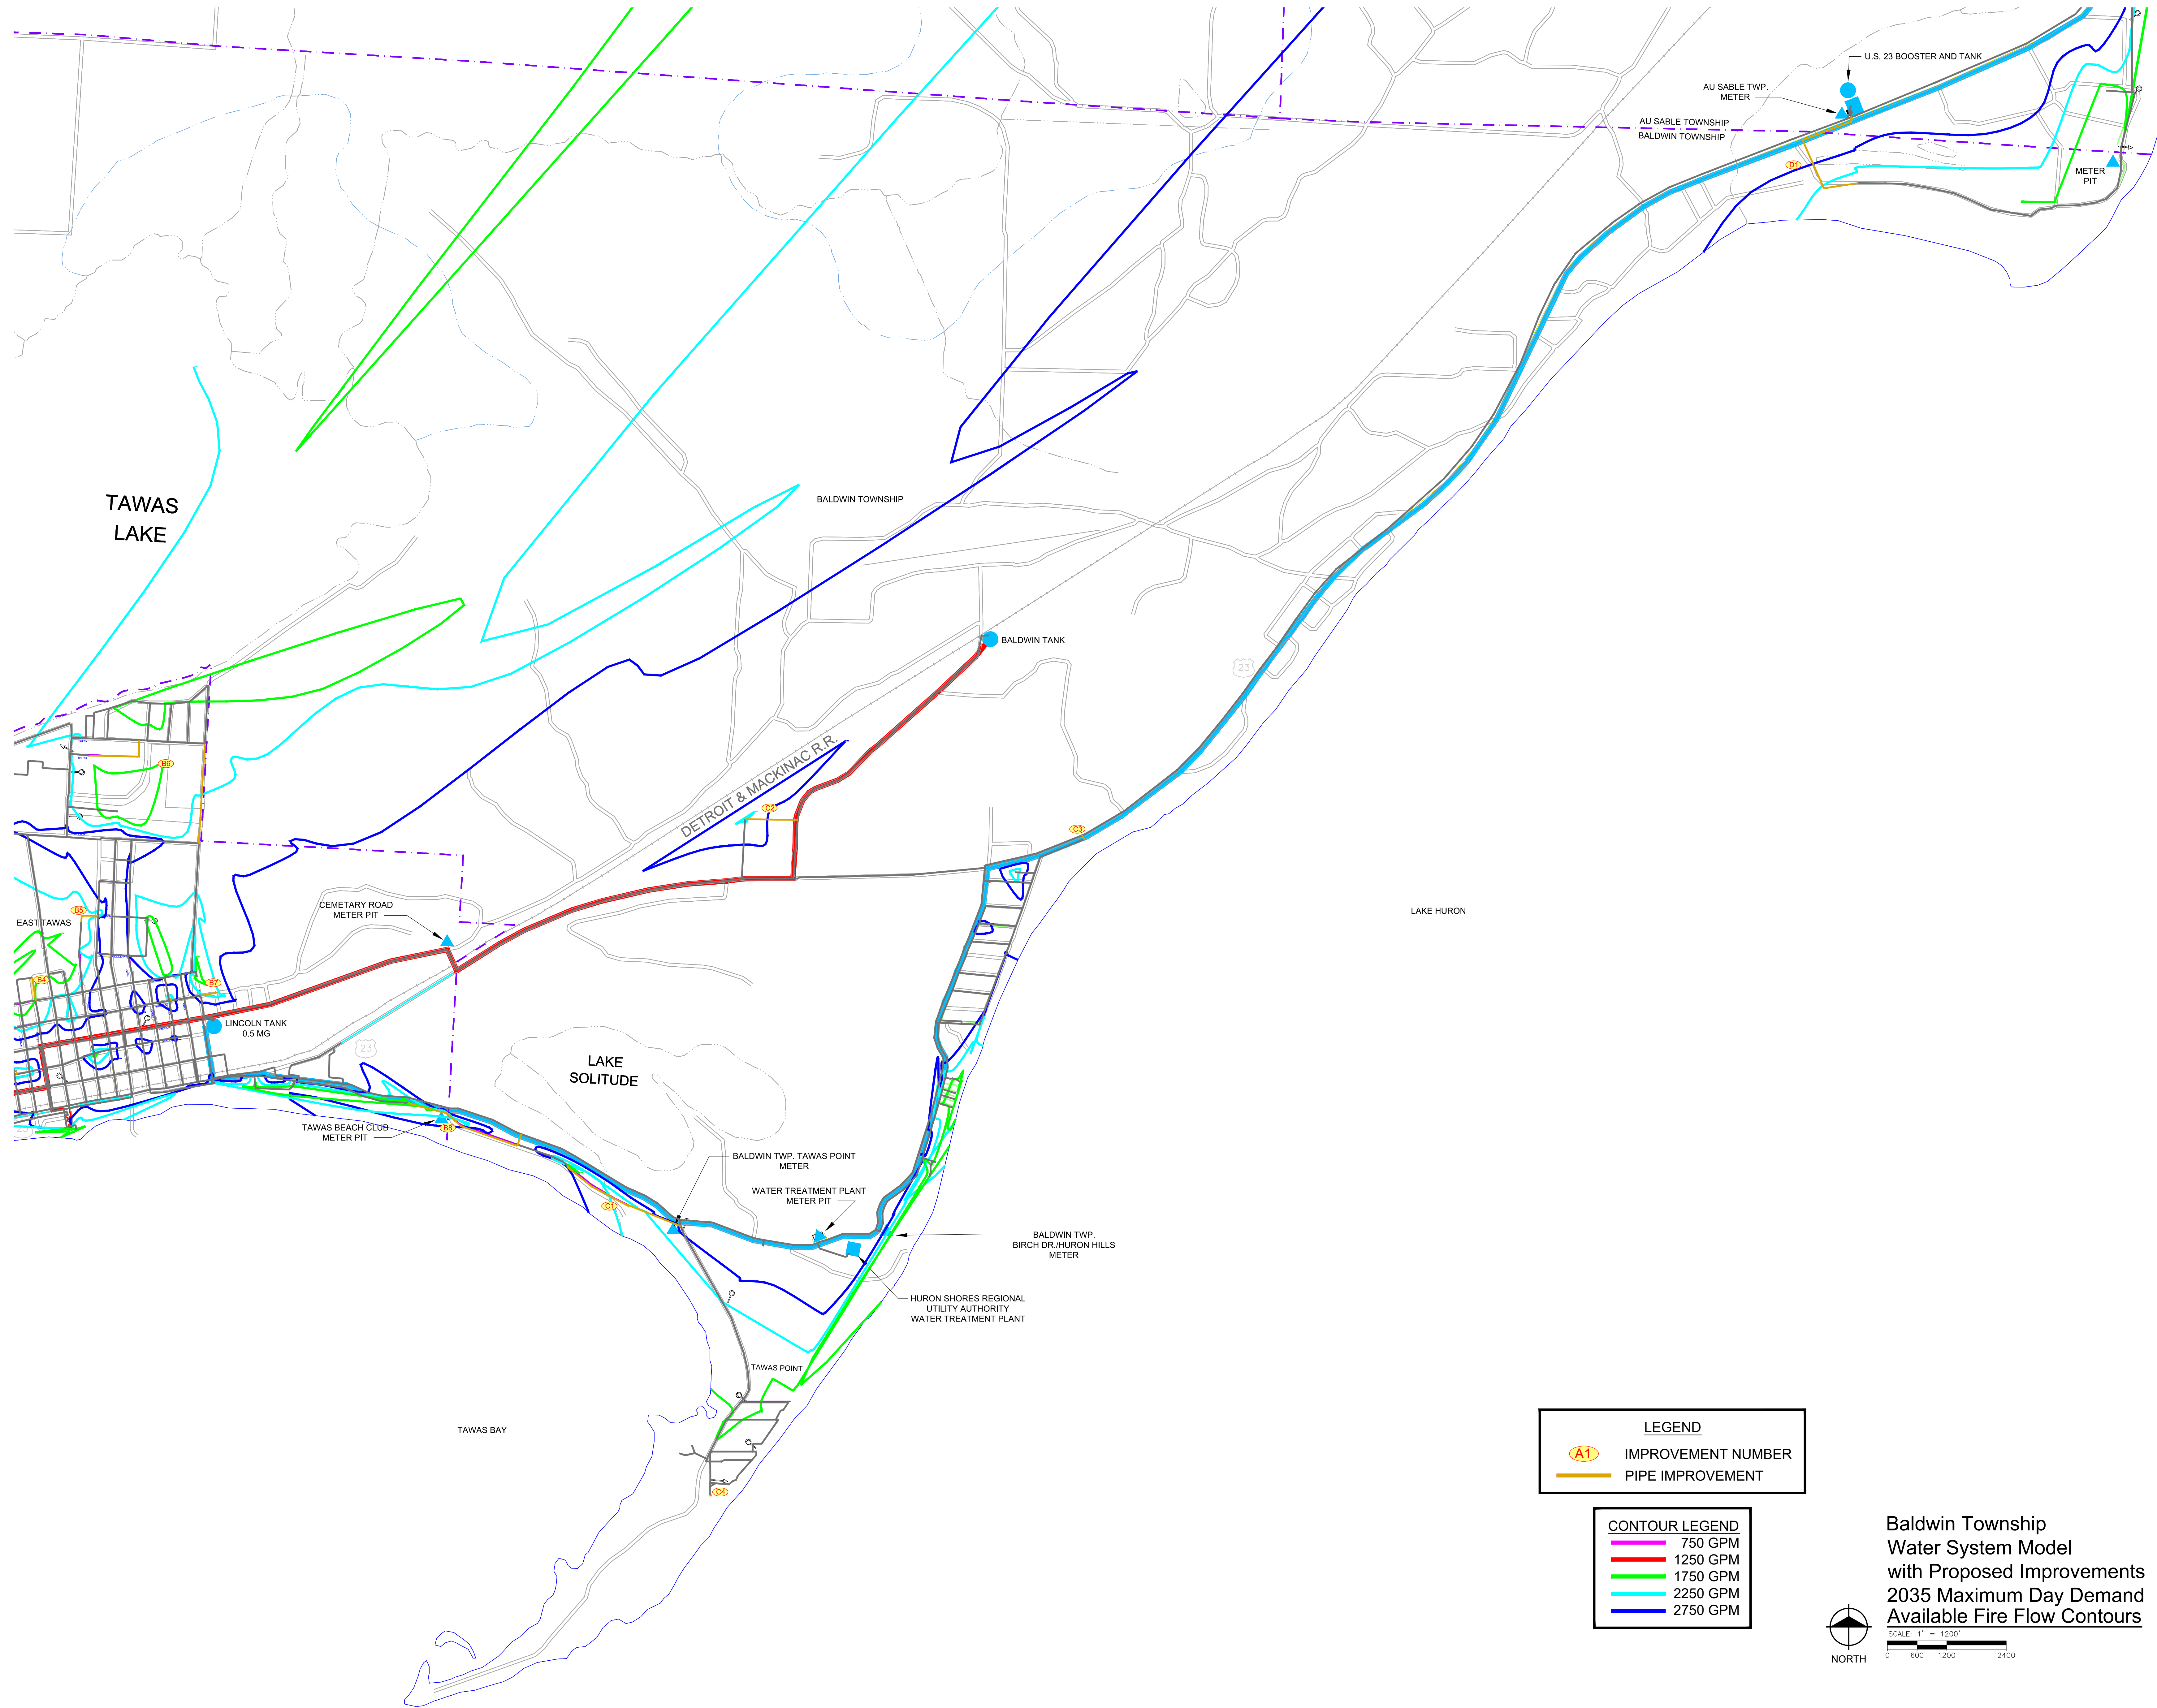 U.S. 23 BOOSTER AND TANK
AU SABLE TWP.
METER
AU SABLE TOWNSHIP
BALDWIN TOWNSHIP
D1
METER
PIT
TAWAS
LAKE
BALDWIN TOWNSHIP
BALDWIN TANK
23
DETROIT & MACKINAC R.R.
B6
C2
C3
CEMETARY ROAD
METER PIT
B5
EAST TAWAS
LAKE HURON
B4
B7
LINCOLN TANK
0.5 MG
23
LAKE
SOLITUDE
TAWAS BEACH CLUB
METER PIT
B8
BALDWIN TWP. TAWAS POINT
METER
WATER TREATMENT PLANT
METER PIT
C1
BALDWIN TWP.
BIRCH DR./HURON HILLS
METER
HURON SHORES REGIONAL
UTILITY AUTHORITY
WATER TREATMENT PLANT
TAWAS POINT
TAWAS BAY
C4
LEGEND
A1 IMPROVEMENT NUMBER
PIPE IMPROVEMENT
CONTOUR LEGEND
750 GPM
1250 GPM
1750 GPM
2250 GPM
2750 GPM
Baldwin Township
Water System Model
with Proposed Improvements
2035 Maximum Day Demand
Available Fire Flow Contours
SCALE: 1" = 1200'
0 600 1200 2400
NORTH